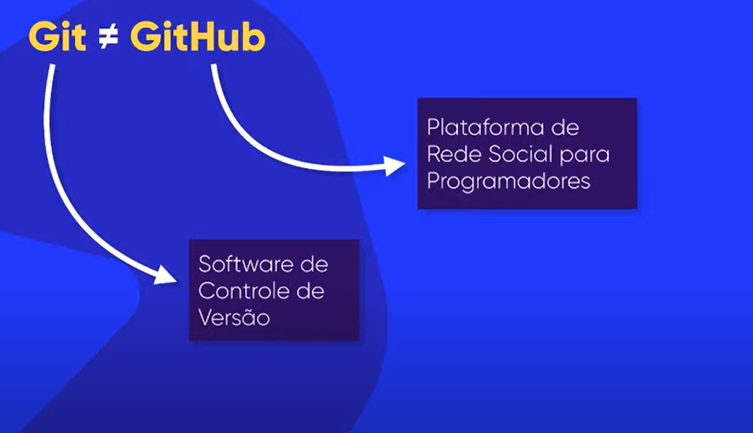 Git ≠ GitHub
Plataforma de
Rede Social para
Programadores
Software de
Controle de
Versão